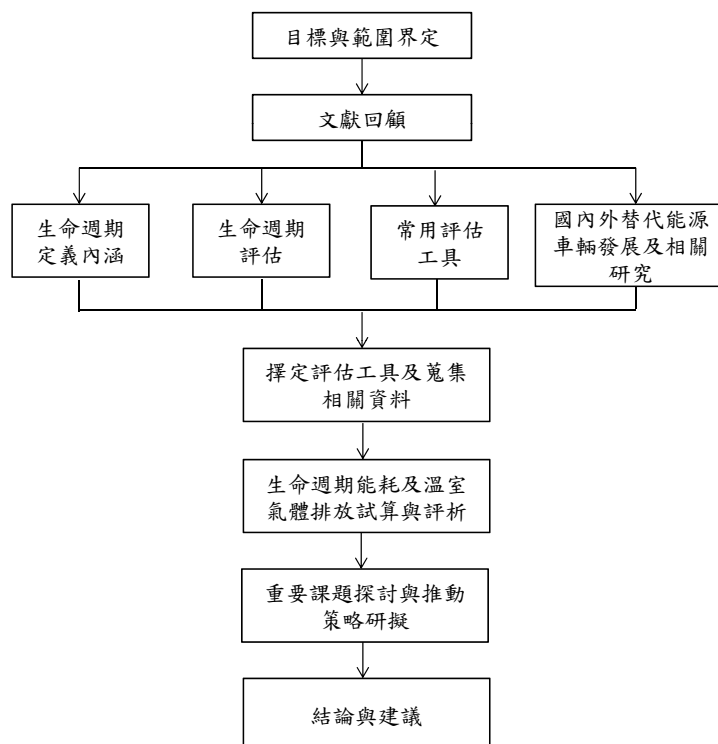 目標與範圍界定
文獻回顧
生命週期
定義內涵
生命週期
評估
常用評估
工具
國內外替代能源
車輛發展及相關
研究
擇定評估工具及蒐集
相關資料
生命週期能耗及溫室
氣體排放試算與評析
重要課題探討與推動
策略研擬
結論與建議